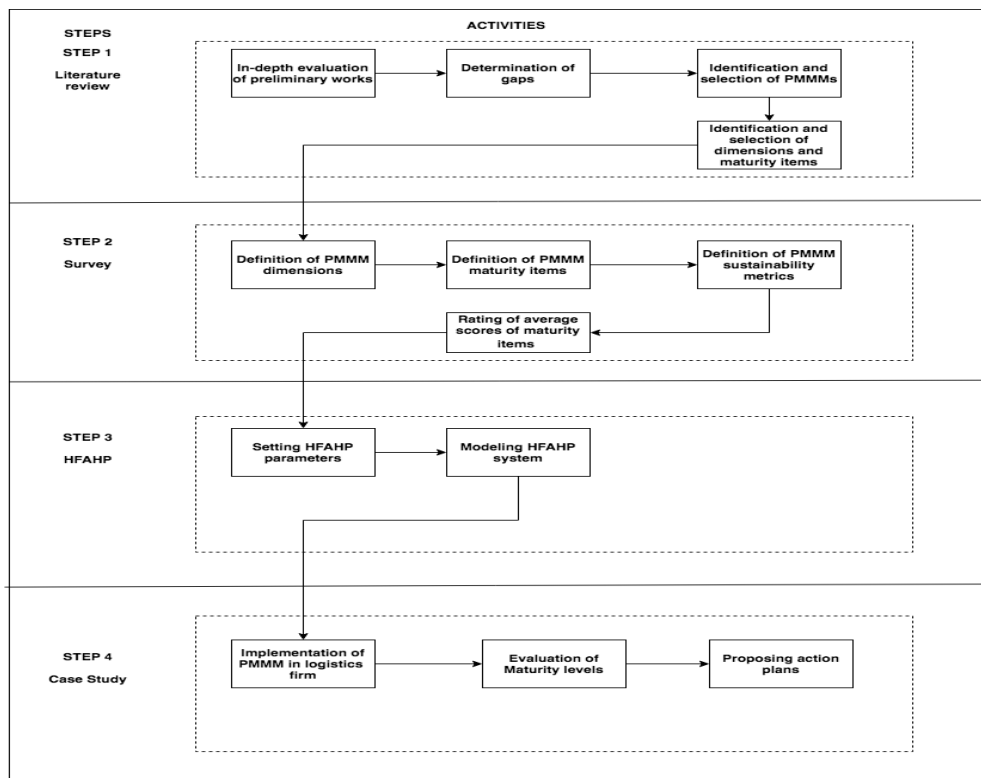 STEPS
ACTIVITIES
STEP 1
Literature
review
In-depth evaluation
of preliminary works
Determination of
gaps
Identification and
selection of PMMMs
Identification and
selection of
dimensions and
maturity items
STEP 2
Survey
Definition of PMMM
dimensions
Definition of PMMM
maturity items
Definition of PMMM
sustainability
metrics
Rating of average
scores of maturity
items
STEP 3
HFAHP
Setting HFAHP
parameters
Modeling HFAHP
system
STEP 4
Case Study
Implementation of
PMMM in logistics
firm
Evaluation of
Maturity levels
Proposing action
plans